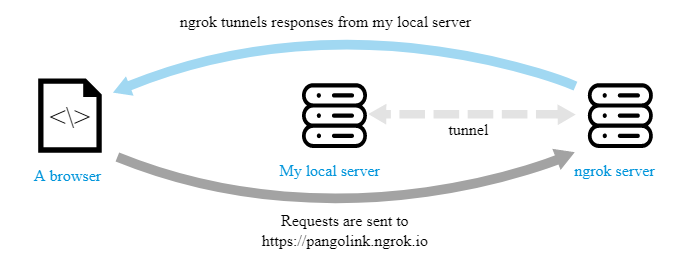 ngrok tunnels responses from my local server
<\>
tunnel
A browser
My local server
ngrok server
Requests are sent to
https://pangolink.ngrok.io